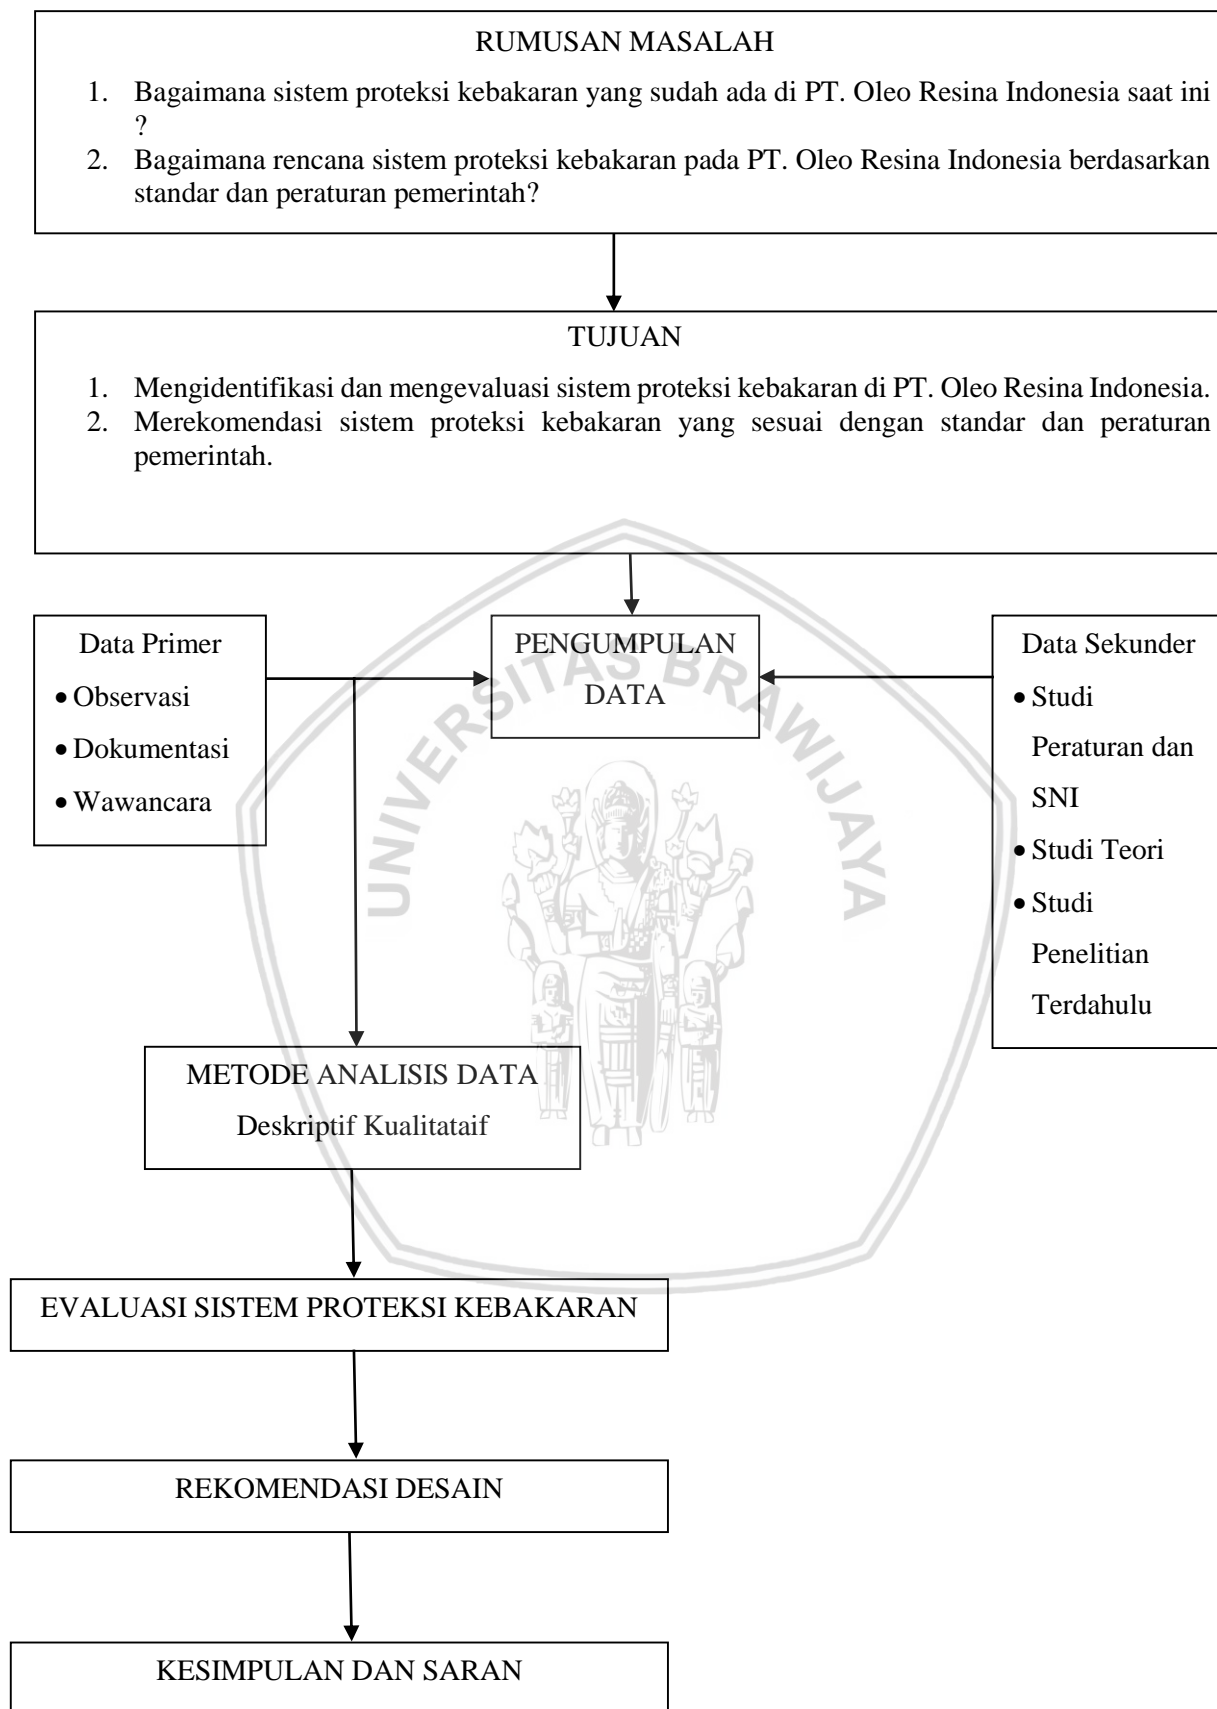 RUMUSAN MASALAH
1. Bagaimana sistem proteksi kebakaran yang sudah ada di PT. Oleo Resina Indonesia saat ini
?
2. Bagaimana rencana sistem proteksi kebakaran pada PT. Oleo Resina Indonesia berdasarkan
standar dan peraturan pemerintah?
TUJUAN
1. Mengidentifikasi dan mengevaluasi sistem proteksi kebakaran di PT. Oleo Resina Indonesia.
2. Merekomendasi sistem proteksi kebakaran yang sesuai dengan standar dan peraturan
pemerintah.
Data Primer
• Observasi
• Dokumentasi
• Wawancara
PENGUMPULAN
DATA
Data Sekunder
• Studi
Peraturan dan
SNI
• Studi Teori
• Studi
Penelitian
Terdahulu
UNIVERSITAS BRAWIJAYA
METODE ANALISIS DATA
Deskriptif Kualitataif
EVALUASI SISTEM PROTEKSI KEBAKARAN
REKOMENDASI DESAIN
KESIMPULAN DAN SARAN